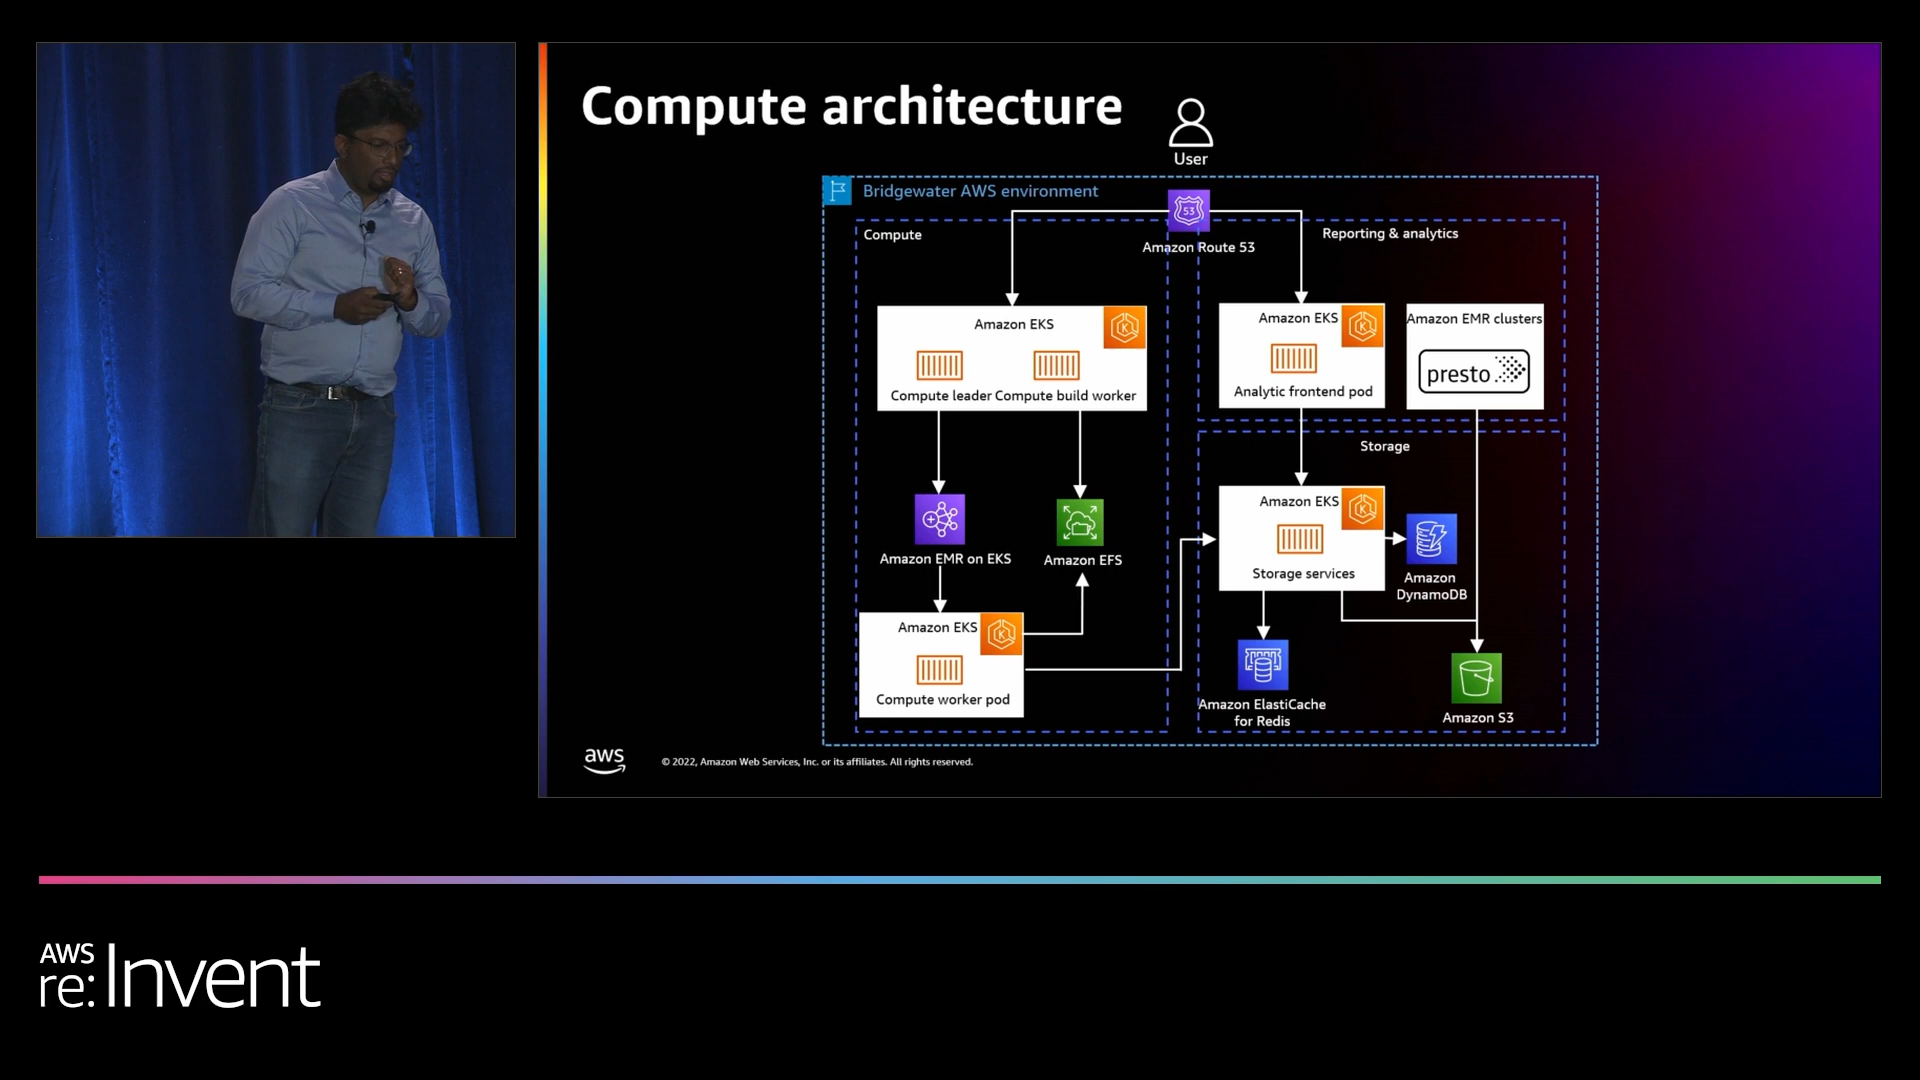 Compute architecture
User
Bridgewater AWS environment
53
Amazon Route 53
Compute
Reporting & analytics
Amazon EKS
Compute leader
Compute build worker
Amazon EKS
Analytic frontend pod
Amazon EMR clusters
presto
Storage
Amazon EMR on EKS
Amazon EFS
Amazon EKS
Storage services
Amazon
DynamoDB
Amazon EKS
Compute worker pod
Amazon ElastiCache
for Redis
Amazon S3
aws
© 2022, Amazon Web Services, Inc. or its affiliates. All rights reserved.
AWS
re:Invent